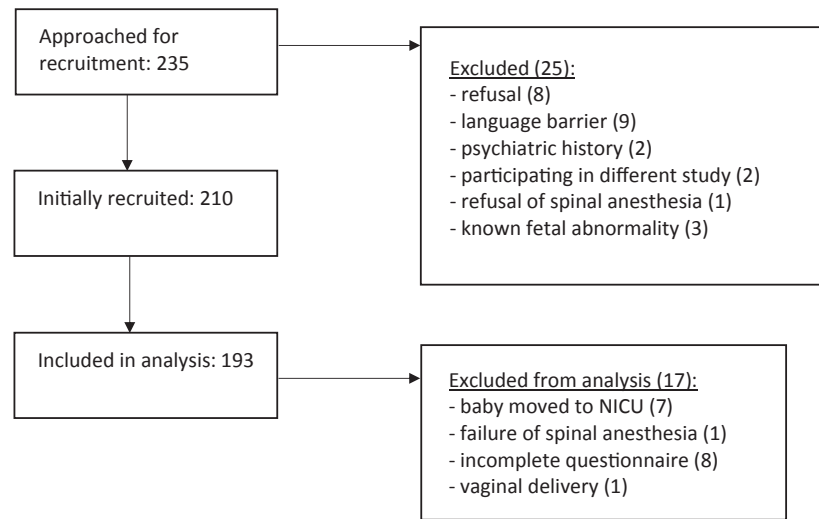 Approached for
recruitment: 235
Excluded (25):
- refusal (8)
- language barrier (9)
- psychiatric history (2)
- participating in different study (2)
- refusal of spinal anesthesia (1)
- known fetal abnormality (3)
Initially recruited: 210
Included in analysis: 193
Excluded from analysis (17):
- baby moved to NICU (7)
- failure of spinal anesthesia (1)
- incomplete questionnaire (8)
- vaginal delivery (1)